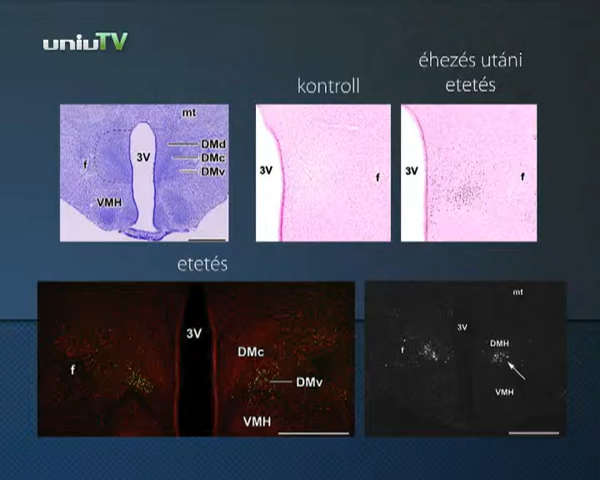 uniuTV
éhezés utáni
kontroll
etetés
mt
DMd
3V
DMc
f
DMv
VMH
3V
f
3V
f
etetés
3V
DMc
f
DMv
VMH
mt
3V
f
DMH
VMH